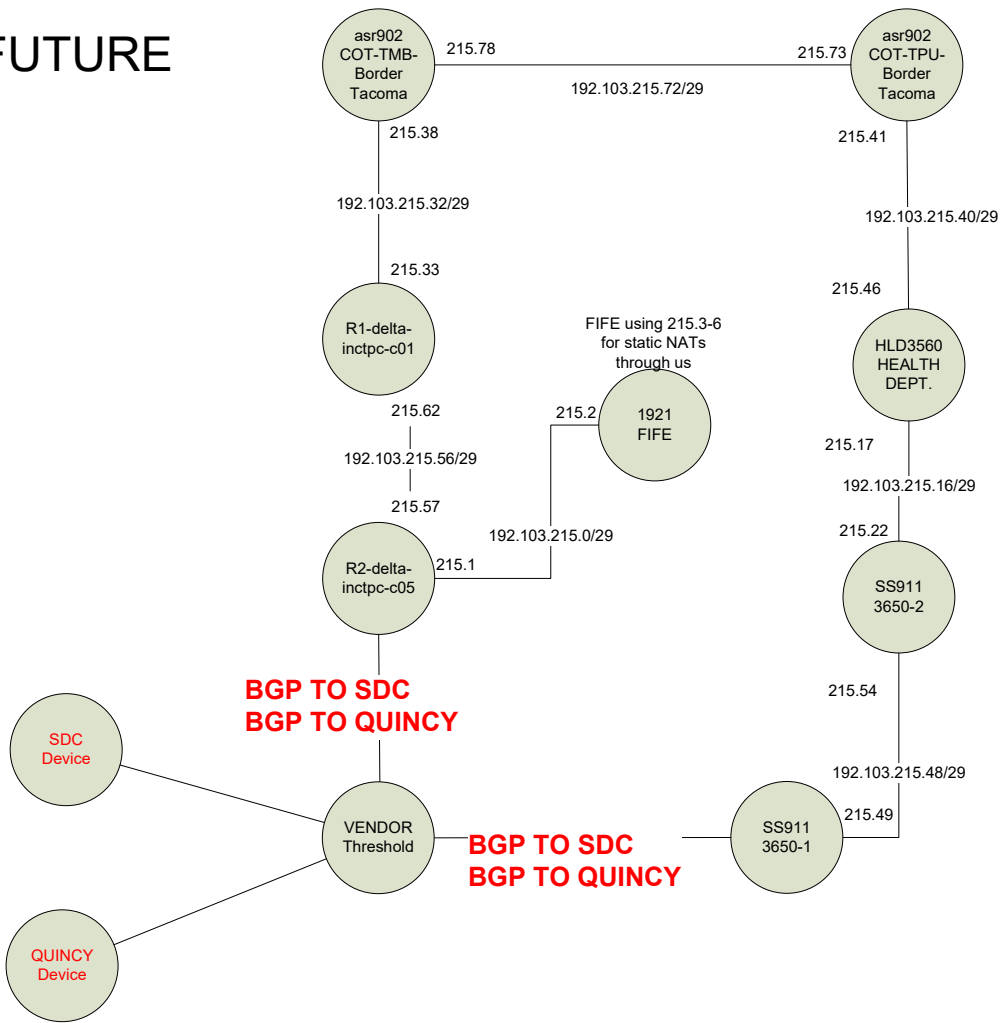 FUTURE
asr902
COT-TMB-
Border
Tacoma
215.78
215.73
192.103.215.72/29
asr902
COT-TPU-
Border
Tacoma
215.38
215.41
192.103.215.32/29
192.103.215.40/29
215.33
215.46
R1-delta-
inctpc-c01
FIFE using 215.3-6
for static NATs
through us
HLD3560
HEALTH
DEPT.
215.62
215.2
1921
FIFE
215.17
192.103.215.56/29
192.103.215.16/29
215.57
215.22
192.103.215.0/29
R2-delta-
inctpc-c05
215.1
SS911
3650-2
BGP TO SDC
BGP TO QUINCY
215.54
SDC
Device
192.103.215.48/29
215.49
VENDOR
Threshold
BGP TO SDC
BGP TO QUINCY
SS911
3650-1
QUINCY
Device